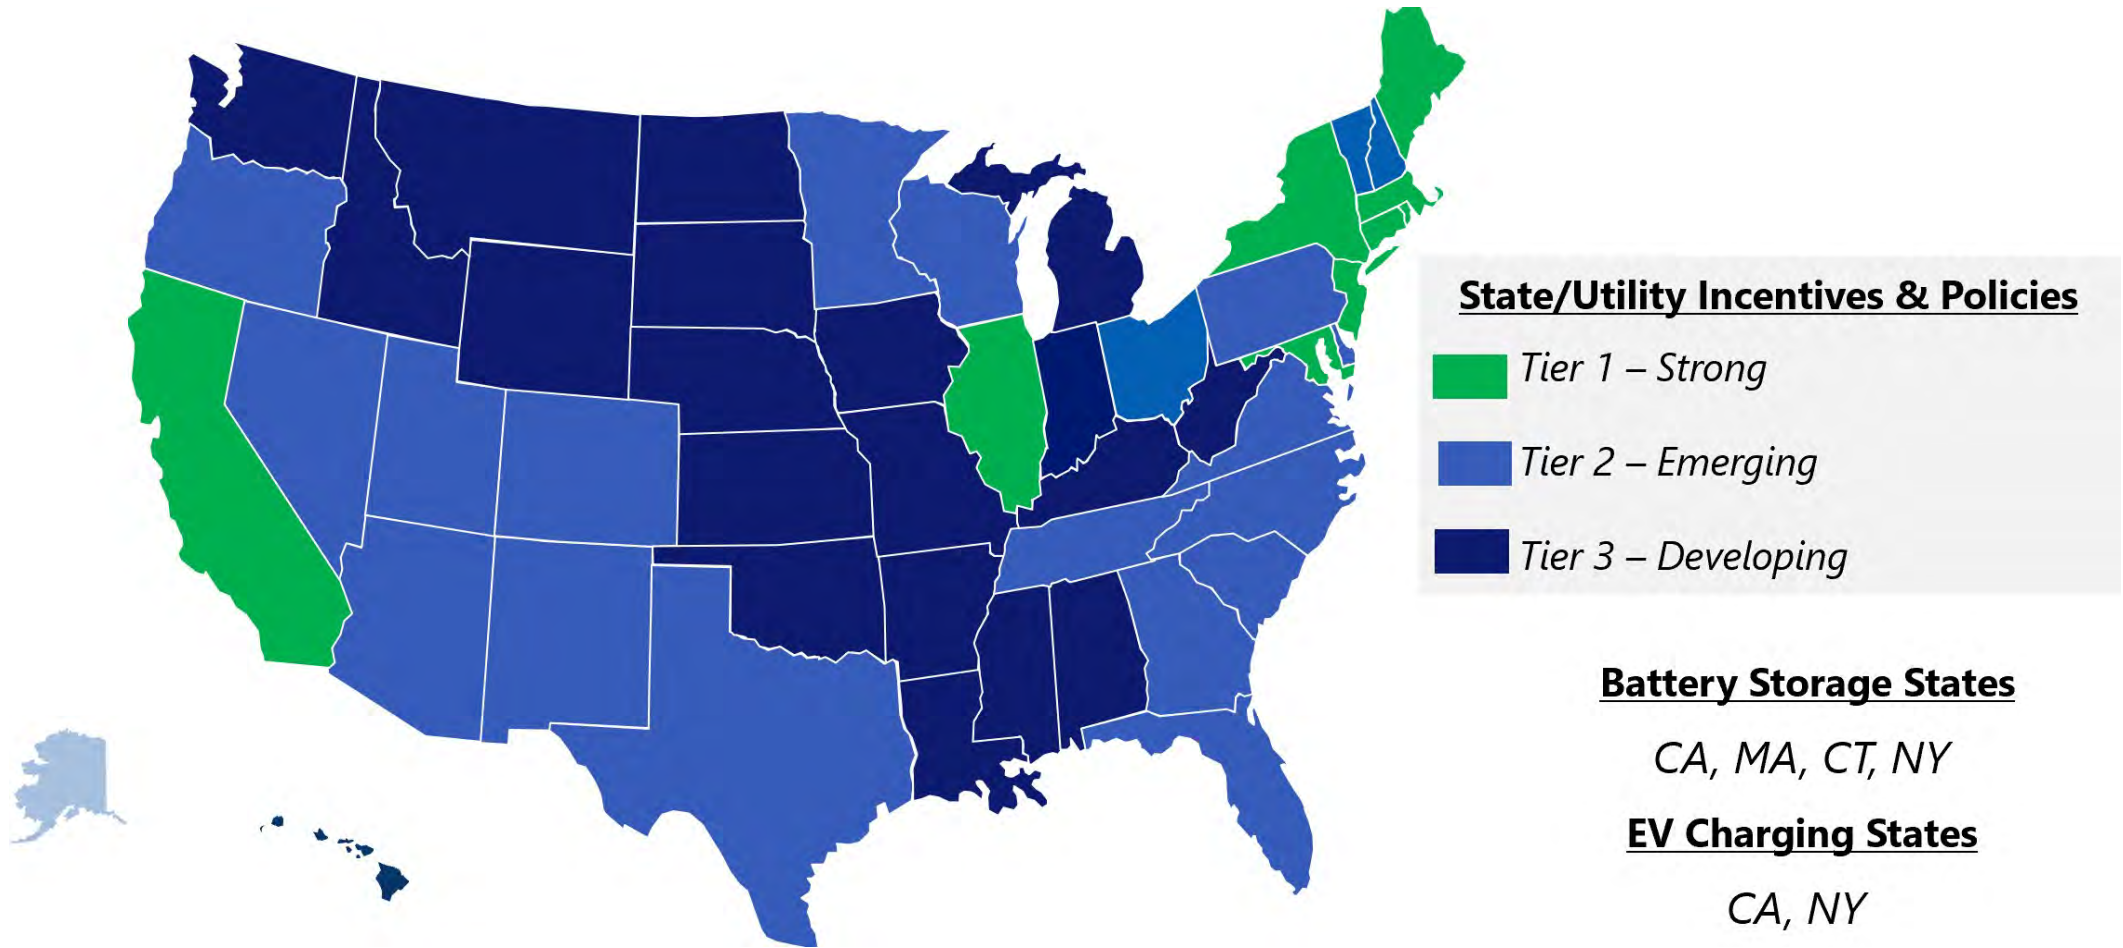 State/Utility Incentives & Policies
Tier 1 – Strong
Tier 2 – Emerging
Tier 3 – Developing
Battery Storage States
CA, MA, CT, NY
EV Charging States
CA, NY